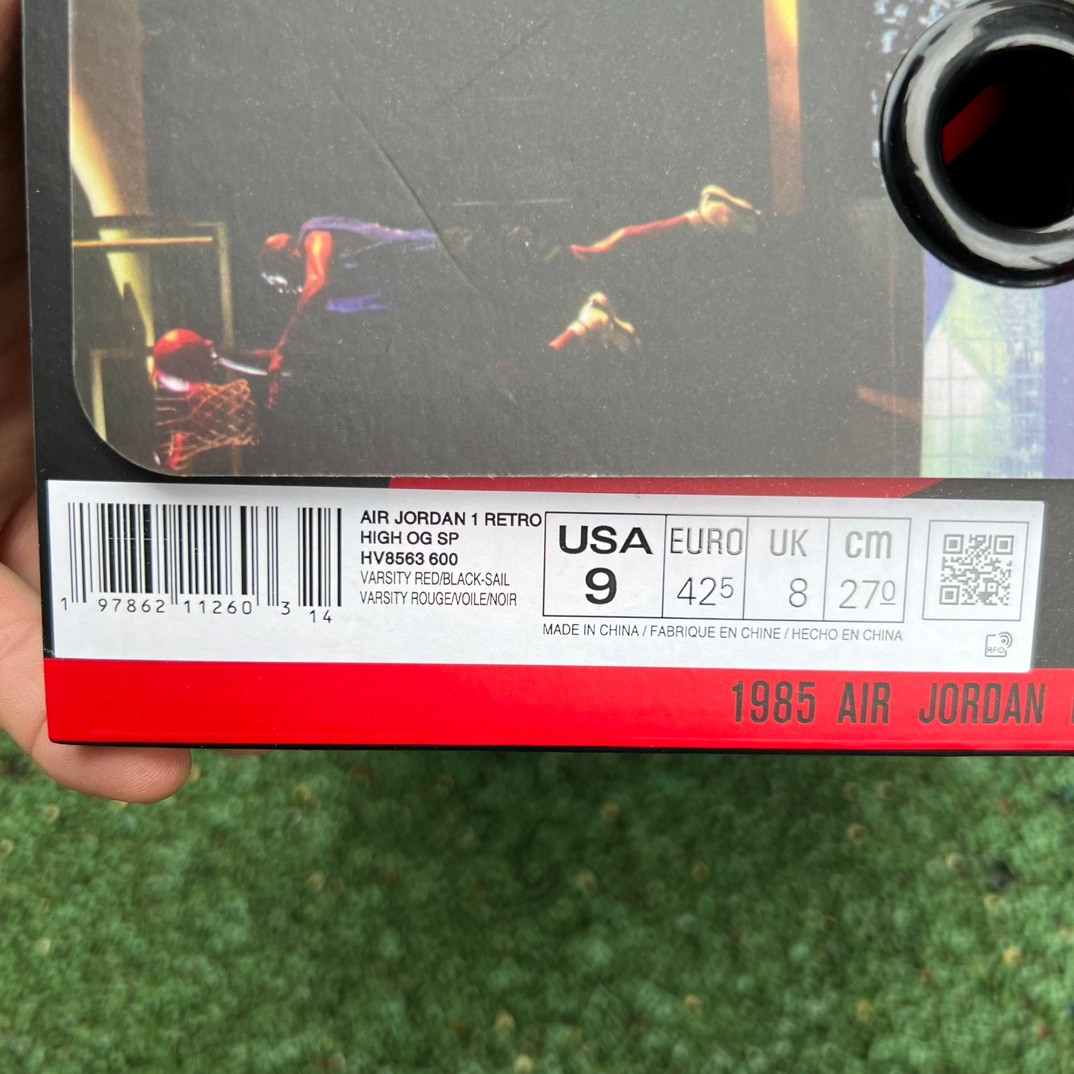 AIR JORDAN 1 RETRO
HIGH OG SP
HV8563 600
VARSITY RED/BLACK-SAIL
VARSITY ROUGE/VOILE/NOIR
1 97862 11260 3 14
USA EURO UK cm
9 425 8 270
MADE IN CHINA / FABRIQUE EN CHINE / HECHO EN CHINA
RFID
1985 AIR JORDAN